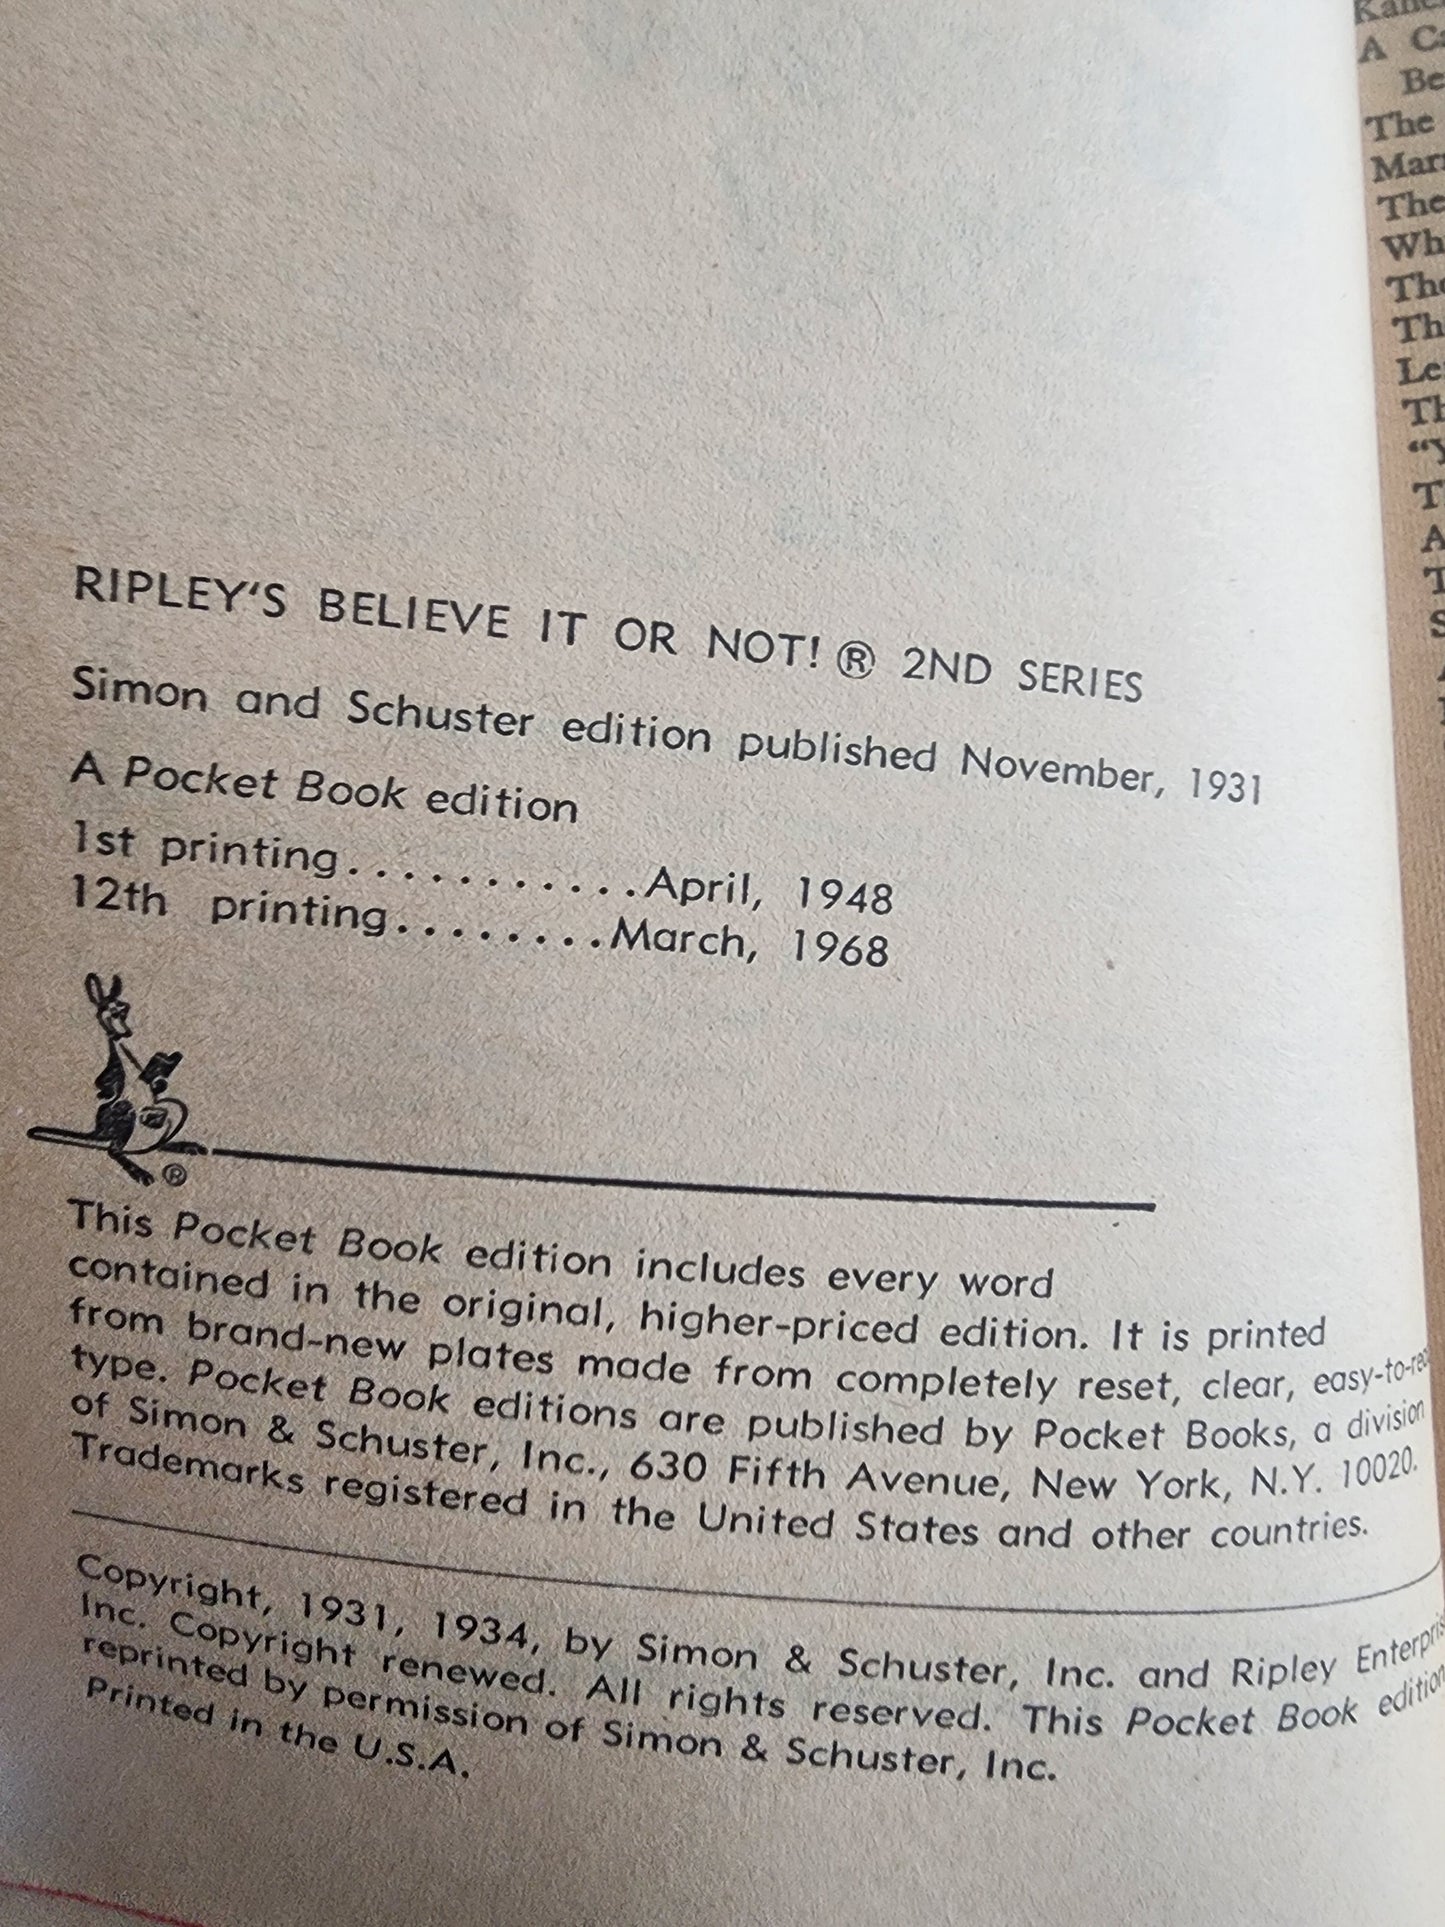 RIPLEY'S BELIEVE IT OR NOT! ® 2ND SERIES
Simon and Schuster edition published November, 1931
A Pocket Book edition
1st printing...........April, 1948
12th printing........March, 1968
®
This Pocket Book edition includes every word
contained in the original, higher-priced edition. It is printed
from brand-new plates made from completely reset, clear, easy-to-
type. Pocket Book editions are published by Pocket Books, a division
of Simon & Schuster, Inc., 630 Fifth Avenue, New York, N.Y. 10020.
Trademarks registered in the United States and other countries.
Copyright, 1931, 1934, by Simon & Schuster, Inc. and Ripley
Inc. Copyright renewed. All rights reserved. This Pocket Book edition
reprinted by permission of Simon & Schuster, Inc.
Printed in the U.S.A.
A
The
The